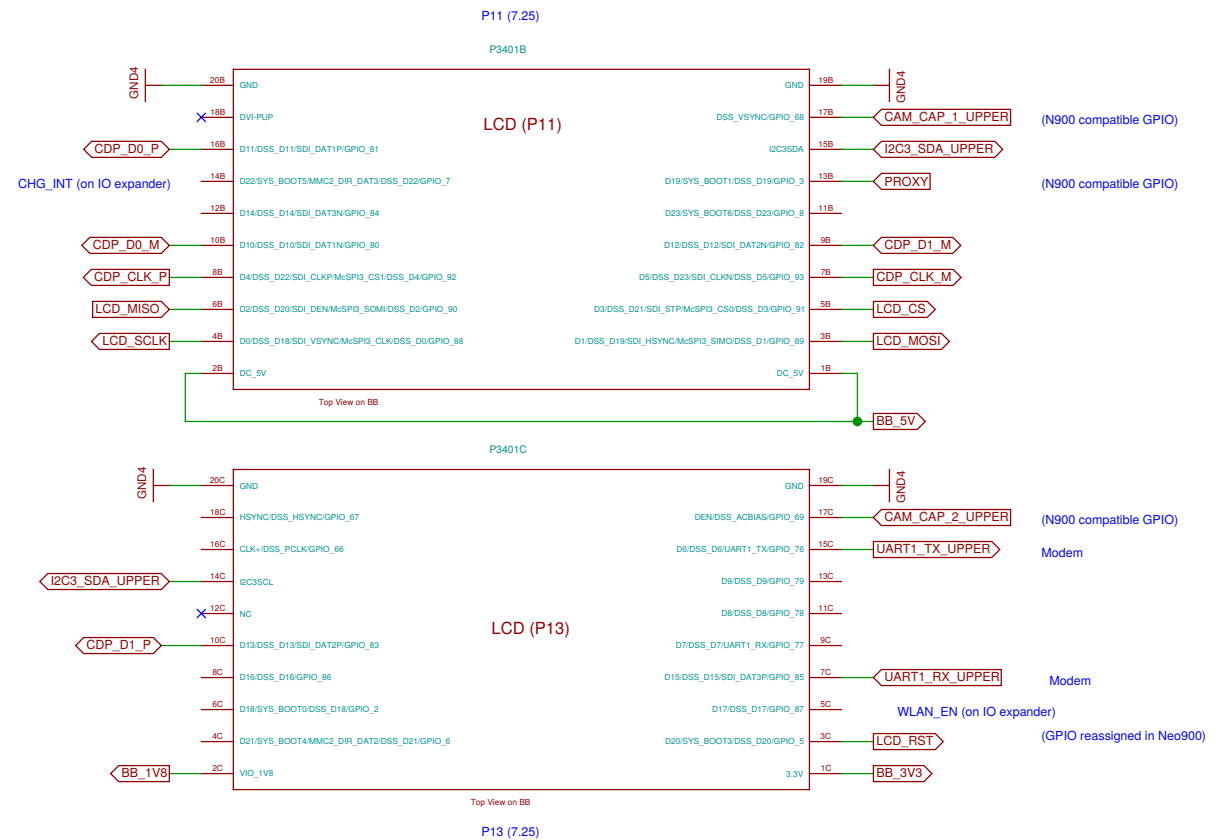 P11 (7.25)
P3401B
GND4 20B GND GND 19B GND4
18B DVI-PUP DSS_VSYNC/GPIO_68 17B CAM_CAP_1_UPPER (N900 compatible GPIO)
LCD (P11)
CDP_D0_P 16B D11/DSS_D11/SDI_DAT1P/GPIO_81 I2C3SDA 15B I2C3_SDA_UPPER
CHG_INT (on IO expander) 14B D22/SYS_BOOT5/MMC2_DIR_DAT3/DSS_D22/GPIO_7 D19/SYS_BOOT1/DSS_D19/GPIO_3 13B PROXY (N900 compatible GPIO)
12B D14/DSS_D14/SDI_DAT3N/GPIO_84 D23/SYS_BOOT6/DSS_D23/GPIO_8 11B
CDP_D0_M 10B D10/DSS_D10/SDI_DAT1N/GPIO_80 D12/DSS_D12/SDI_DAT2N/GPIO_82 9B CDP_D1_M
CDP_CLK_P 8B D4/DSS_D22/SDI_CLKP/McSPI3_CS1/DSS_D4/GPIO_92 D5/DSS_D23/SDI_CLKN/DSS_D5/GPIO_93 7B CDP_CLK_M
LCD_MISO 6B D2/DSS_D20/SDI_DEN/McSPI3_SOMI/DSS_D2/GPIO_90 D3/DSS_D21/SDI_STP/McSPI3_CS0/DSS_D3/GPIO_91 5B LCD_CS
LCD_SCLK 4B D0/DSS_D18/SDI_VSYNC/McSPI3_CLK/DSS_D0/GPIO_88 D1/DSS_D19/SDI_HSYNC/McSPI3_SIMO/DSS_D1/GPIO_89 3B LCD_MOSI
2B DC_5V DC_5V 1B
Top View on BB
BB_5V
P3401C
GND4 20C GND GND 19C GND4
18C HSYNC/DSS_HSYNC/GPIO_67 DEN/DSS_ACBIAS/GPIO_69 17C CAM_CAP_2_UPPER (N900 compatible GPIO)
16C CLK+/DSS_PCLK/GPIO_66 D6/DSS_D6/UART1_TX/GPIO_76 15C UART1_TX_UPPER Modem
I2C3_SDA_UPPER 14C I2C3SCL D9/DSS_D9/GPIO_79 13C
12C NC D8/DSS_D8/GPIO_78 11C
LCD (P13)
CDP_D1_P 10C D13/DSS_D13/SDI_DAT2P/GPIO_83 D7/DSS_D7/UART1_RX/GPIO_77 9C
8C D16/DSS_D16/GPIO_86 D15/DSS_D15/SDI_DAT3P/GPIO_85 7C UART1_RX_UPPER Modem
6C D18/SYS_BOOT0/DSS_D18/GPIO_2 D17/DSS_D17/GPIO_87 5C WLAN_EN (on IO expander)
4C D21/SYS_BOOT4/MMC2_DIR_DAT2/DSS_D21/GPIO_6 D20/SYS_BOOT3/DSS_D20/GPIO_5 3C LCD_RST (GPIO reassigned in Neo900)
BB_1V8 2C VIO_1V8 3.3V 1C BB_3V3
Top View on BB
P13 (7.25)